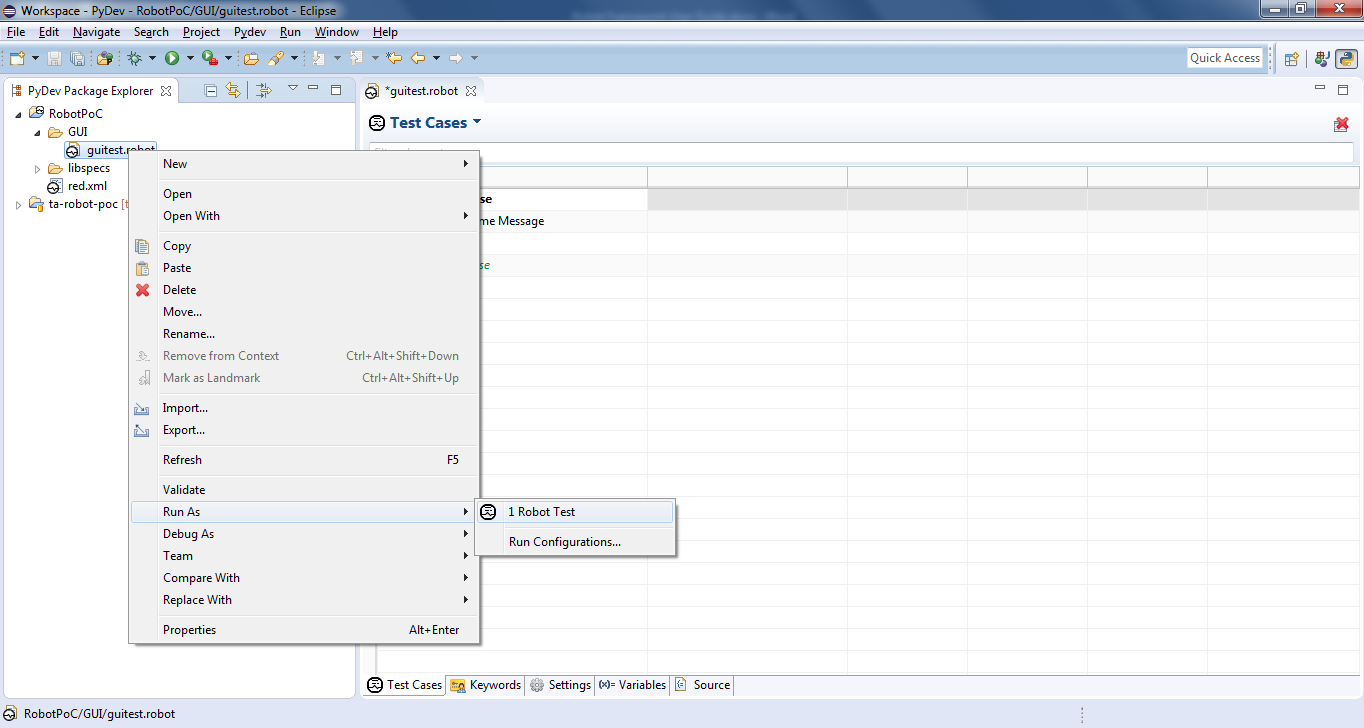 Workspace - PyDev - RobotPoC/GUI/guitest.robot - Eclipse
File Edit Navigate Search Project Pydev Run Window Help
Quick Access
PyDev Package Explorer
*guitest.robot
RobotPoC
GUI
guitest.robot
libspecs
red.xml
ta-robot-poc [t
Test Cases
se
me Message
se
New
Open
Open With
Copy
Paste
Delete
Move...
Rename...
Remove from Context Ctrl+Alt+Shift+Down
Mark as Landmark Ctrl+Alt+Shift+Up
Import...
Export...
Refresh F5
Validate
Run As
Debug As
Team
Compare With
Replace With
Properties Alt+Enter
1 Robot Test
Run Configurations...
Test Cases Keywords Settings (x)= Variables Source
RobotPoC/GUI/guitest.robot